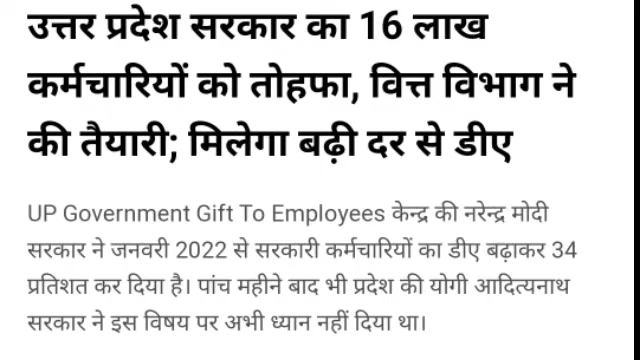 उत्तर प्रदेश सरकार का 16 लाख
कर्मचारियों को तोहफा, वित्त विभाग ने
की तैयारी; मिलेगा बढ़ी दर से डीए
UP Government Gift To Employees केन्द्र की नरेन्द्र मोदी
सरकार ने जनवरी 2022 से सरकारी कर्मचारियों का डीए बढ़ाकर 34
प्रतिशत कर दिया है। पांच महीने बाद भी प्रदेश की योगी आदित्यनाथ
सरकार ने इस विषय पर अभी ध्यान नहीं दिया था।